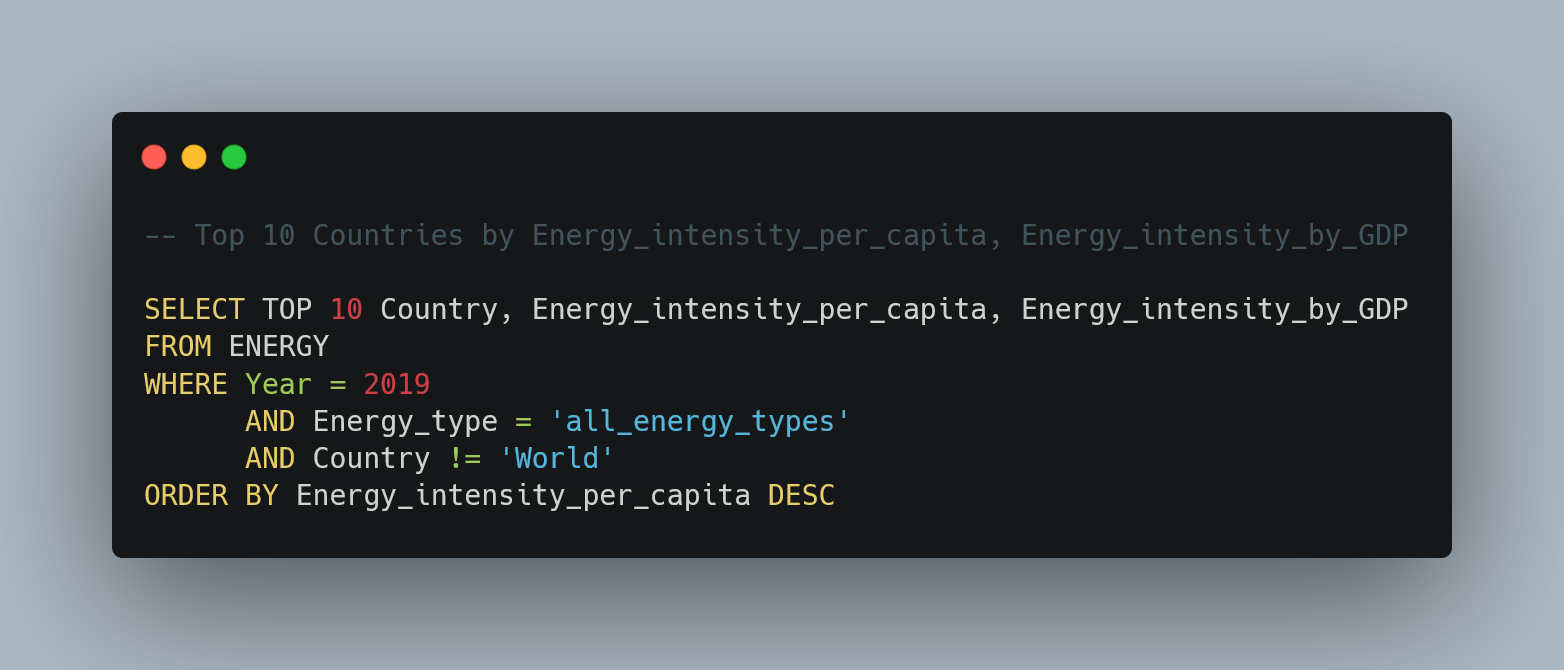 -- Top 10 Countries by Energy_intensity_per_capita, Energy_intensity_by_GDP
SELECT TOP 10 Country, Energy_intensity_per_capita, Energy_intensity_by_GDP
FROM ENERGY
WHERE Year = 2019
AND Energy_type = 'all_energy_types'
AND Country != 'World'
ORDER BY Energy_intensity_per_capita DESC